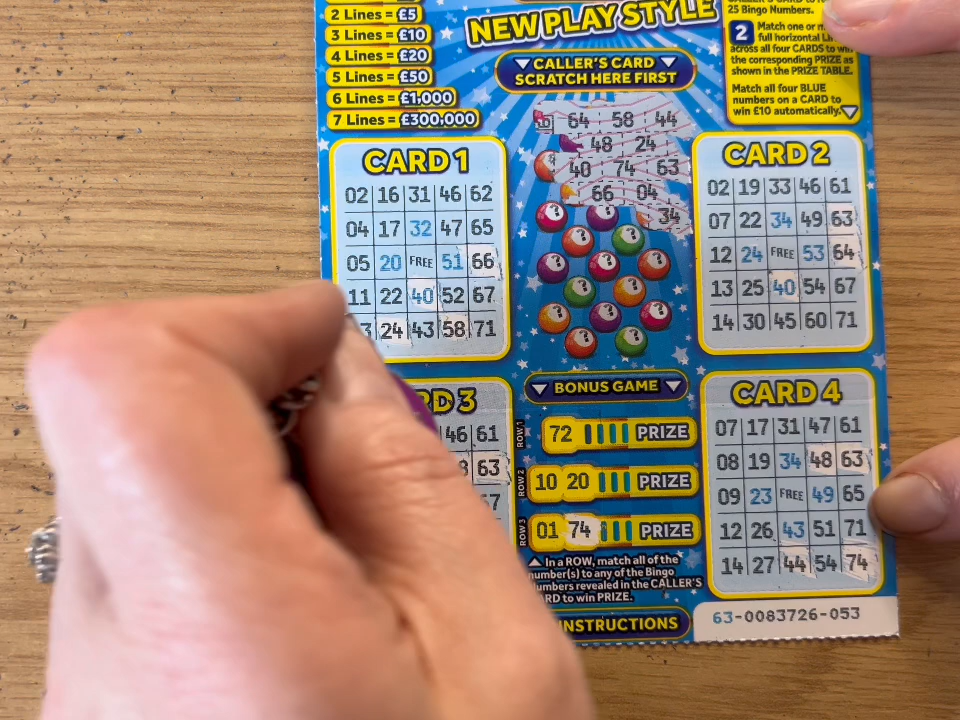 2 Lines = £5
3 Lines = £10
4 Lines = £20
5 Lines = £50
6 Lines = £1,000
7 Lines = £300,000
NEW PLAY STYLE
CALLER'S CARD
SCRATCH HERE FIRST
25 Bingo Numbers.
2 Match one or
full horizontal
across all four CARDS to win
the corresponding PRIZE as
shown in the PRIZE TABLE.
Match all four BLUE
numbers on a CARD to
win £10 automatically.
64 58 44
48 24
40 74 63
66 04
34
CARD 1
02 16 31 46 62
04 17 32 47 65
05 20 FREE 51 66
11 22 40 52 67
24 43 58 71
CARD 2
02 19 33 46 61
07 22 34 49 63
12 24 FREE 53 64
13 25 40 54 67
14 30 45 60 71
3
46 61
63
BONUS GAME
ROW 1 72 PRIZE
ROW 2 10 20 PRIZE
ROW 3 01 74 PRIZE
In a ROW, match all of the
number(s) to any of the Bingo
revealed in the CALLER'S
to win PRIZE.
INSTRUCTIONS
CARD 4
07 17 31 47 61
08 19 34 48 63
09 23 FREE 49 65
12 26 43 51 71
14 27 44 54 74
63-0083726-053